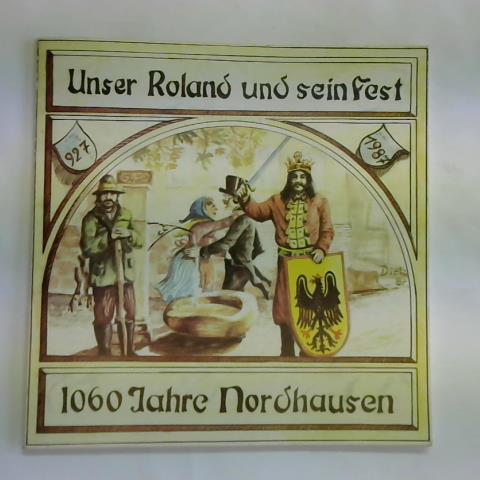 Unser Roland und sein Fest
927
1987
1060 Jahre Nordhausen